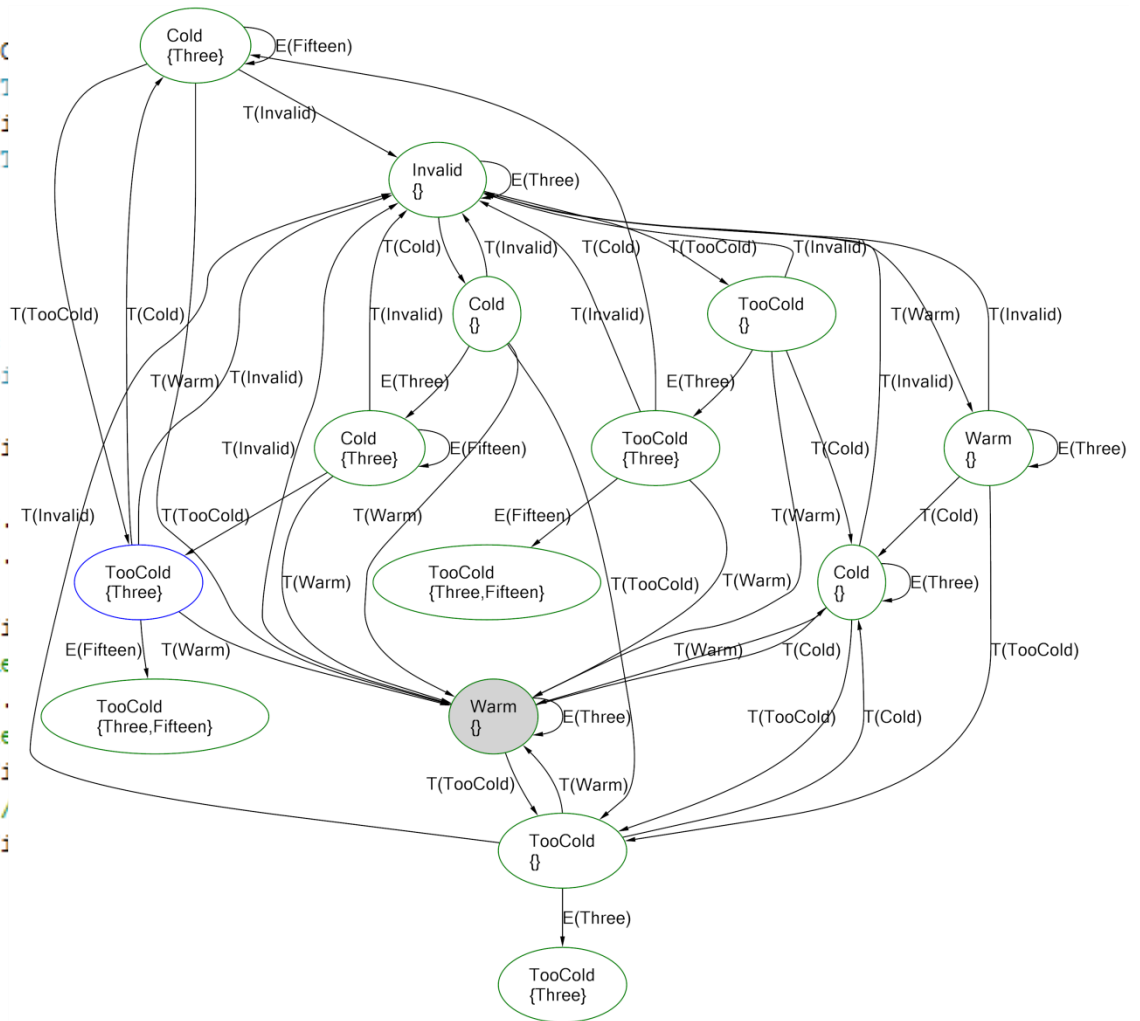 Cold
{Three}
E(Fifteen)
T(Invalid)
Invalid
{}
E(Three)
T(Cold)
T(Invalid)
T(Cold)
T(TooCold)
T(Invalid)
T(TooCold)
T(Cold)
Cold
{}
TooCold
{}
T(Invalid)
T(Invalid)
T(Warm)
T(Invalid)
T(Warm)
T(Invalid)
E(Three)
E(Three)
T(Invalid)
Cold
{Three}
E(Fifteen)
TooCold
{Three}
Warm
{}
E(Three)
T(Invalid)
T(Cold)
T(Invalid)
T(TooCold)
T(Warm)
E(Fifteen)
T(Warm)
T(Cold)
TooCold
{Three}
T(Warm)
TooCold
{Three,Fifteen}
T(TooCold)
T(Warm)
Cold
{}
E(Three)
E(Fifteen)
T(Warm)
T(Warm)
T(Cold)
T(TooCold)
TooCold
{Three,Fifteen}
Warm
{}
E(Three)
T(TooCold)
T(Cold)
T(TooCold)
T(Warm)
TooCold
{}
E(Three)
TooCold
{Three}